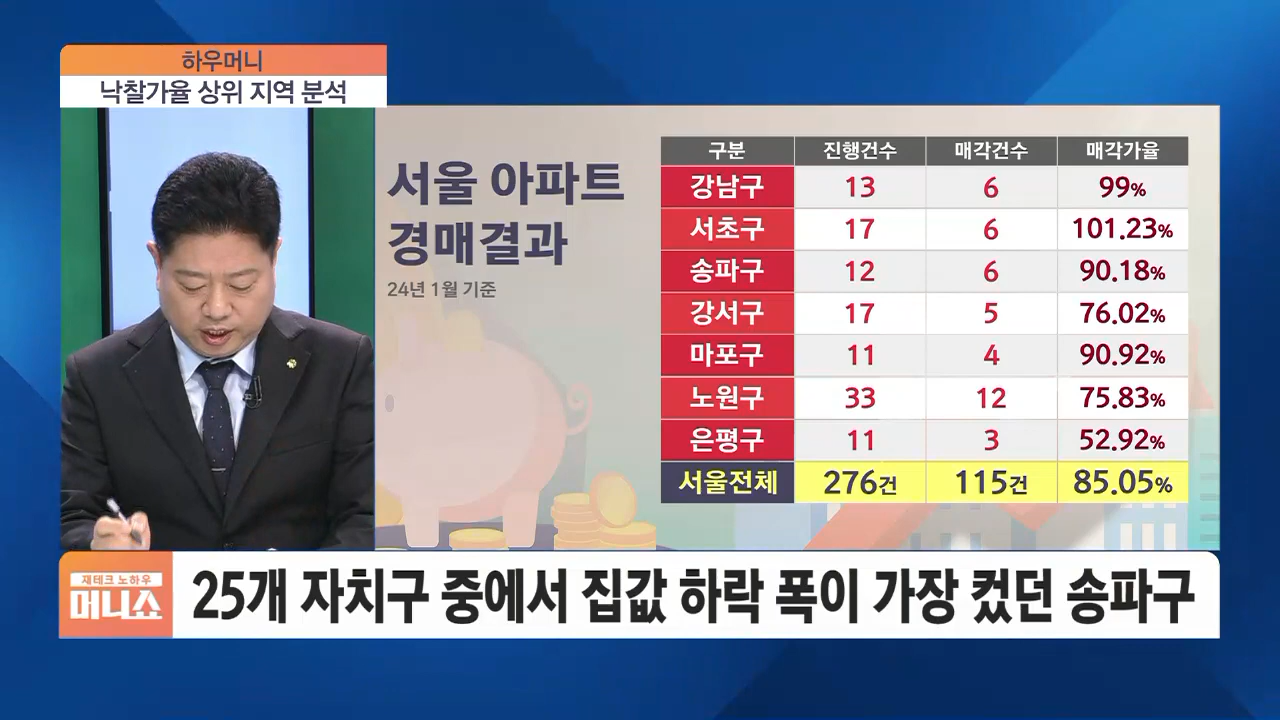 하우머니
낙찰가율 상위 지역 분석
서울 아파트
경매결과
24년 1월 기준
구분 진행건수 매각건수 매각가율
강남구 13 6 99%
서초구 17 6 101.23%
송파구 12 6 90.18%
강서구 17 5 76.02%
마포구 11 4 90.92%
노원구 33 12 75.83%
은평구 11 3 52.92%
서울전체 276건 115건 85.05%
재테크 노하우
머니쇼
25개 자치구 중에서 집값 하락 폭이 가장 컸던 송파구